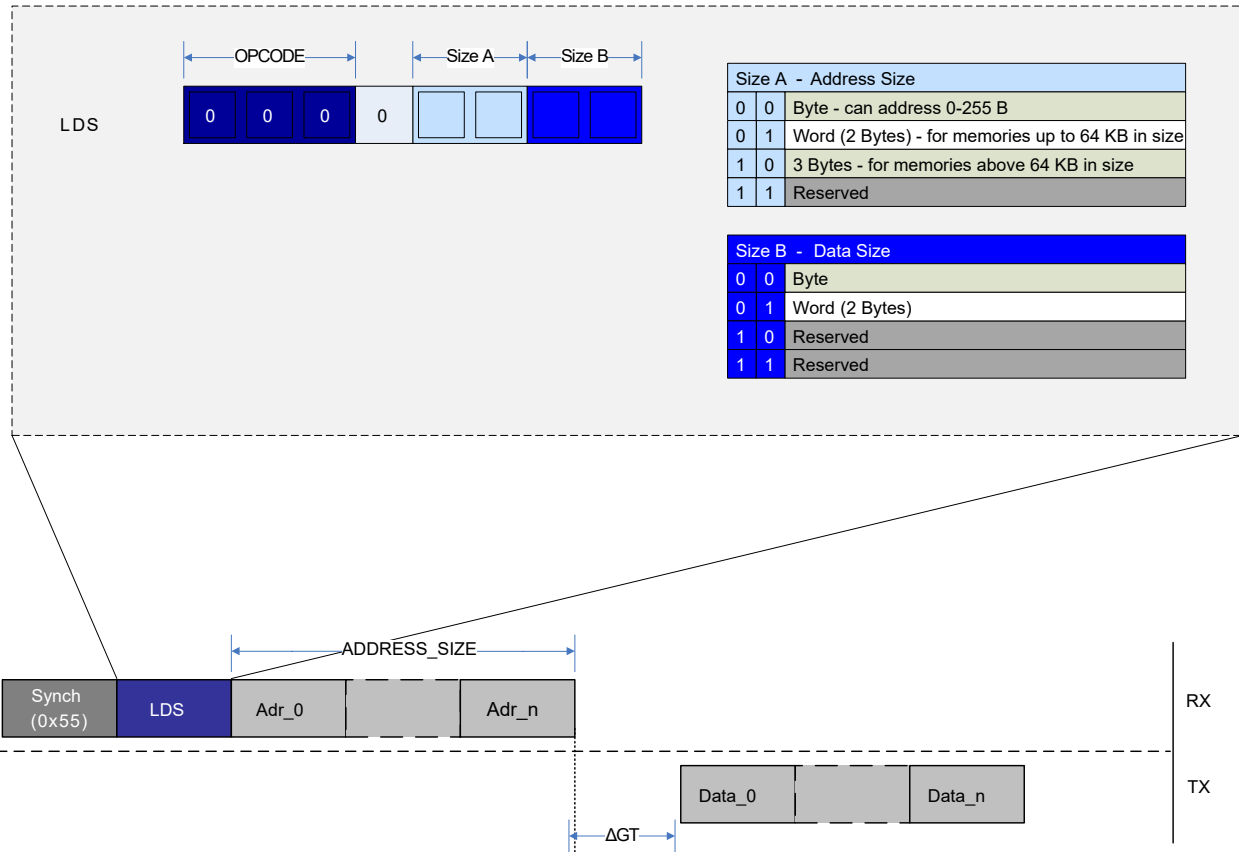 OPCODE Size A Size B
LDS
0 0 0 0
Size A - Address Size
0 0 Byte - can address 0-255 B
0 1 Word (2 Bytes) - for memories up to 64 KB in size
1 0 3 Bytes - for memories above 64 KB in size
1 1 Reserved
Size B - Data Size
0 0 Byte
0 1 Word (2 Bytes)
1 0 Reserved
1 1 Reserved
ADDRESS_SIZE
Synch
(0x55)
LDS
Adr_0
Adr_n
RX
Data_0
Data_n
TX
ΔGT